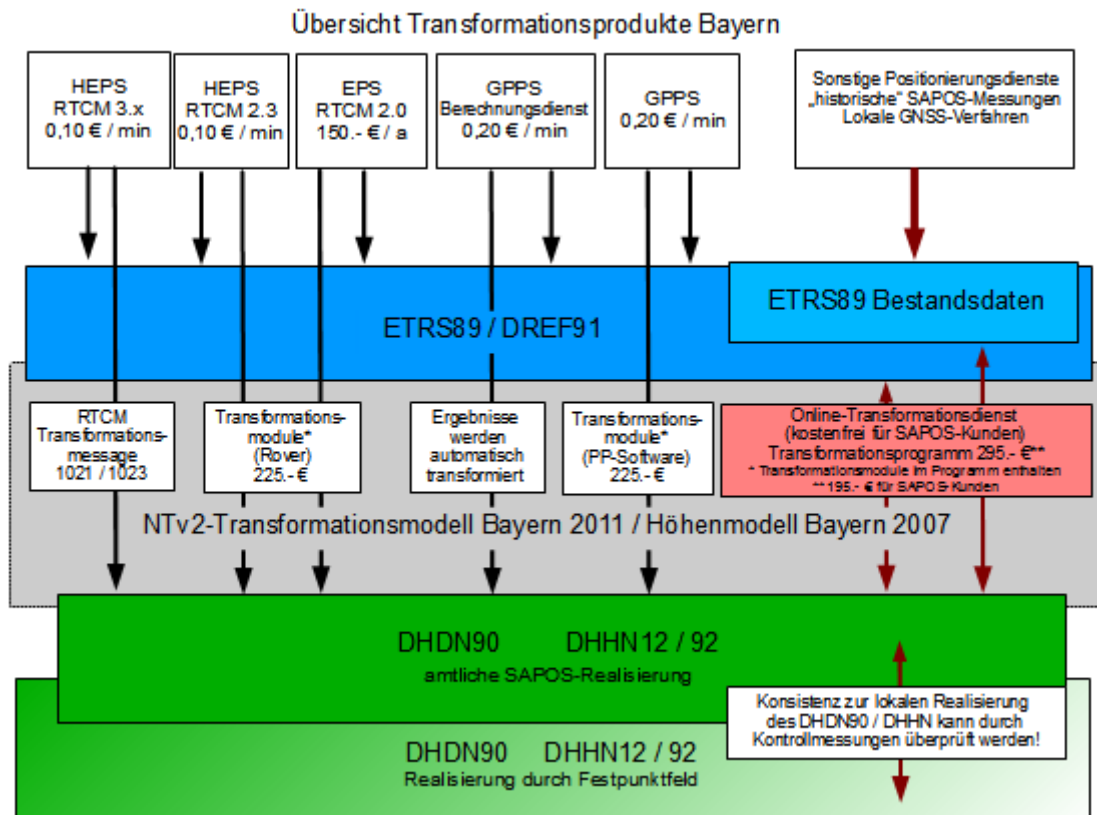 Übersicht Transformationsprodukte Bayern
HEPS
RTCM 3.x
0,10 € / min
HEPS
RTCM 2.3
0,10 € / min
EPS
RTCM 2.0
150.- € / a
GPPS
Berechnungsdienst
0,20 € / min
GPPS
0,20 € / min
Sonstige Positionierungsdienste
„historische“ SAPOS-Messungen
Lokale GNSS-Verfahren
ETRS89 Bestandsdaten
ETRS89 / DREF91
RTCM
Transformations-
message
1021 / 1023
Transformations-
module*
(Rover)
225.- €
Ergebnisse
werden
automatisch
transformiert
Transformations-
module*
(PP-Software)
225.- €
Online-Transformationsdienst
(kostenfrei für SAPOS-Kunden)
Transformationsprogramm 295.- €**
* Transformationsmodule im Programm enthalten
** 195.- € für SAPOS-Kunden
NTv2-Transformationsmodell Bayern 2011 / Höhenmodell Bayern 2007
DHDN90 DHHN12 / 92
amtliche SAPOS-Realisierung
Konsistenz zur lokalen Realisierung
des DHDN90 / DHHN kann durch
Kontrollmessungen überprüft werden!
DHDN90 DHHN12 / 92
Realisierung durch Festpunktfeld